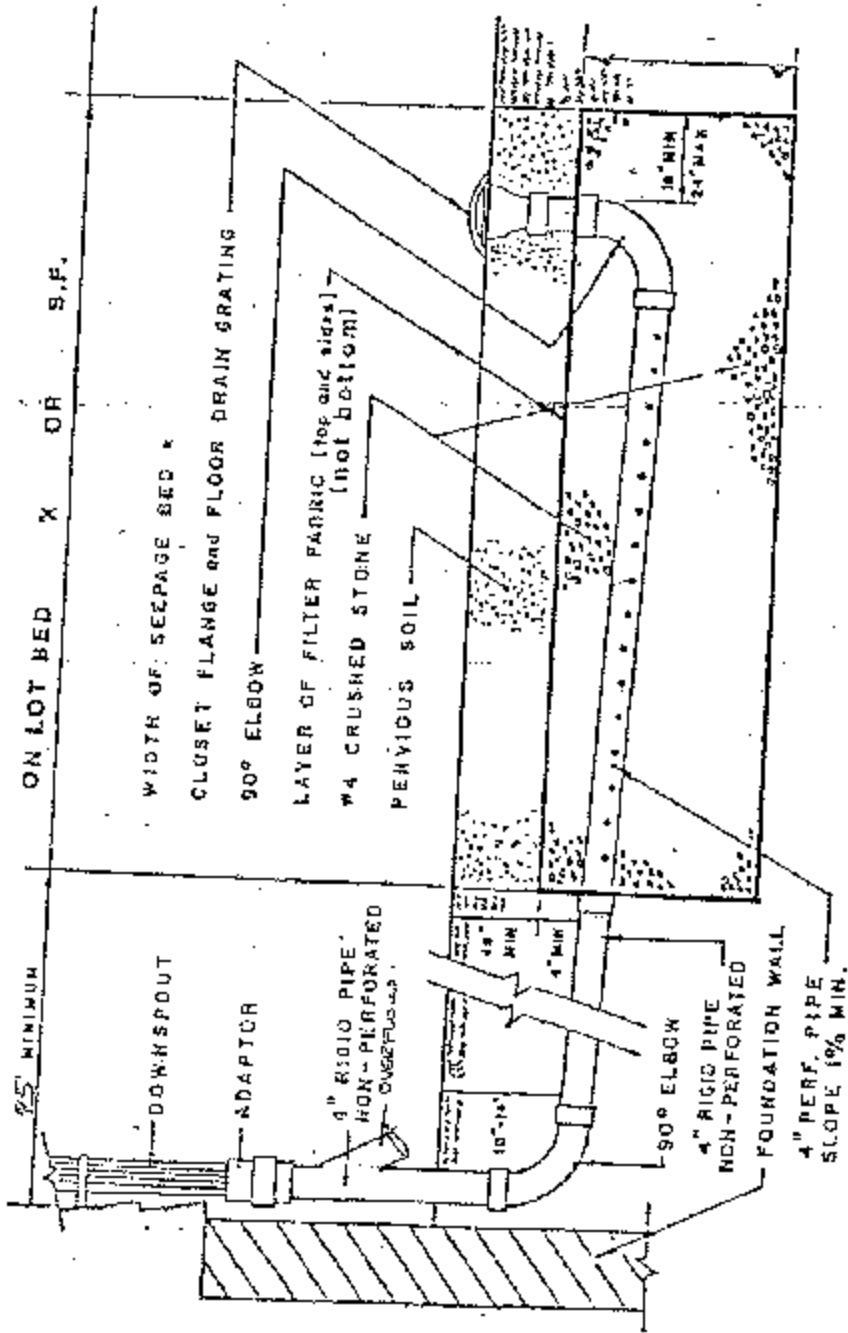 ON LOT BED X OR S.F.
MINIMUM
WIDTH OF SEEPAGE BED
CLOSET FLANGE and FLOOR DRAIN GRATING
90° ELBOW
LAYER OF FILTER FABRIC [top and sides]
[not bottom]
#4 CRUSHED STONE
PERVIOUS SOIL
DOWNSPOUT
ADAPTOR
4" RIGID PIPE
NON-PERFORATED
18" MIN
24" MAX
MIN
4" MIN
90° ELBOW
4" RIGID PIPE
NON-PERFORATED
FOUNDATION WALL
4" PERF. PIPE
SLOPE 1% MIN.